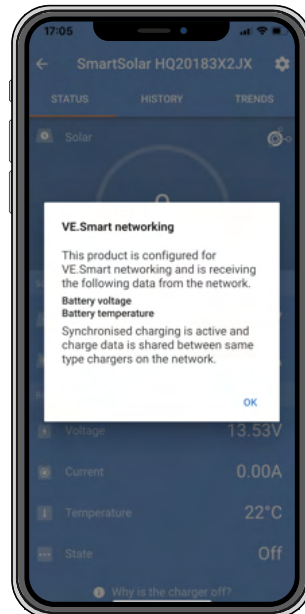 17:05
SmartSolar HQ20183X2JX
STATUS HISTORY TRENDS
Solar
VE.Smart networking
This product is configured for
VE.Smart networking and is receiving
the following data from the network.
Battery voltage
Battery temperature
Synchronised charging is active and
charge data is shared between same
type chargers on the network.
OK
Voltage 13.53V
Current 0.00A
Temperature 22°C
State Off
Why is the charger off?